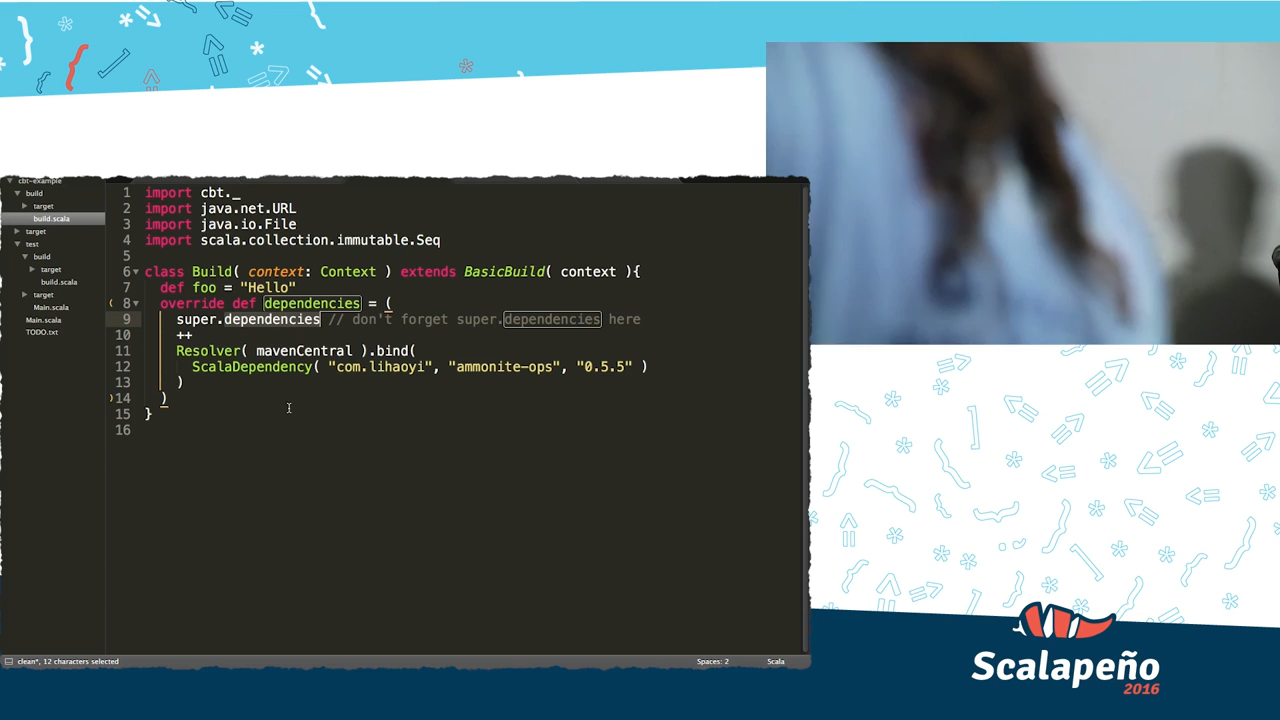 cbt-example
build
target
build.scala
target
test
build
target
build.scala
target
Main.scala
Main.scala
TODO.txt
1 import cbt._
2 import java.net.URL
3 import java.io.File
4 import scala.collection.immutable.Seq
5
6 class Build( context: Context ) extends BasicBuild( context ){
7 def foo = "Hello"
8 override def dependencies = (
9 super.dependencies // don't forget super.dependencies here
10 ++
11 Resolver( mavenCentral ).bind(
12 ScalaDependency( "com.lihaoyi", "ammonite-ops", "0.5.5" )
13 )
14 )
15 }
16
clean*, 12 characters selected
Spaces: 2
Scala
Scalapeño
2016